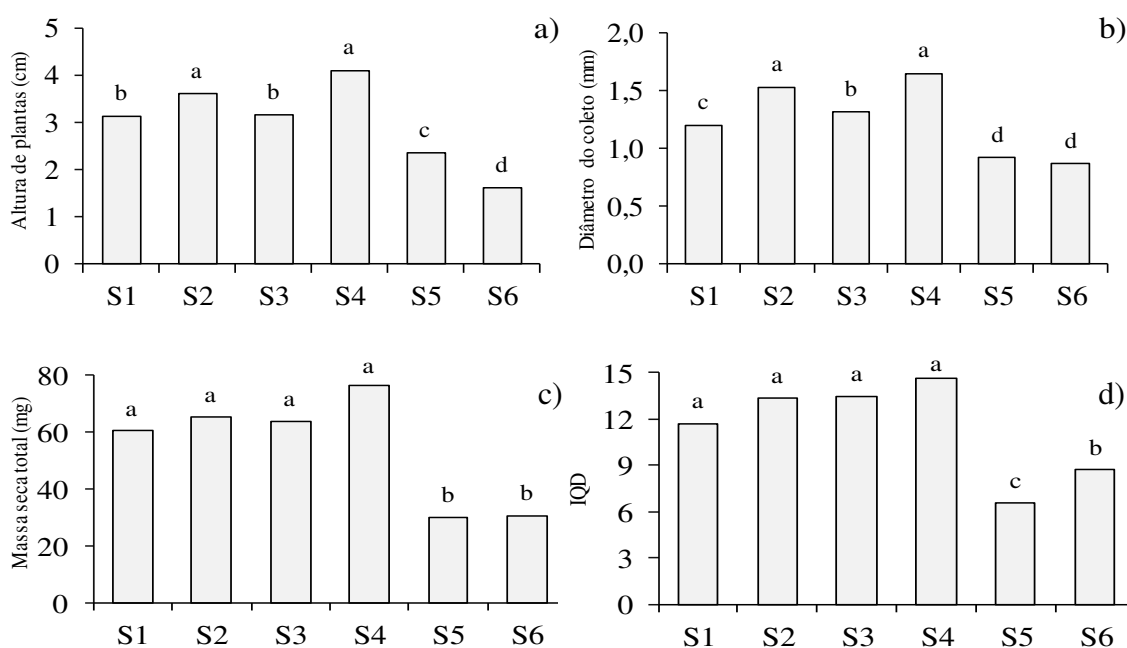 a)
Altura de plantas (cm)
5
4
3
2
1
0
b
a
b
a
c
d
S1 S2 S3 S4 S5 S6
b)
Diâmetro do coleto (mm)
2,0
1,5
1,0
0,5
0,0
c
a
b
a
d
d
S1 S2 S3 S4 S5 S6
c)
Massa seca total (mg)
80
60
40
20
0
a
a
a
a
b
b
S1 S2 S3 S4 S5 S6
d)
IQD
15
12
9
6
3
0
a
a
a
a
c
b
S1 S2 S3 S4 S5 S6